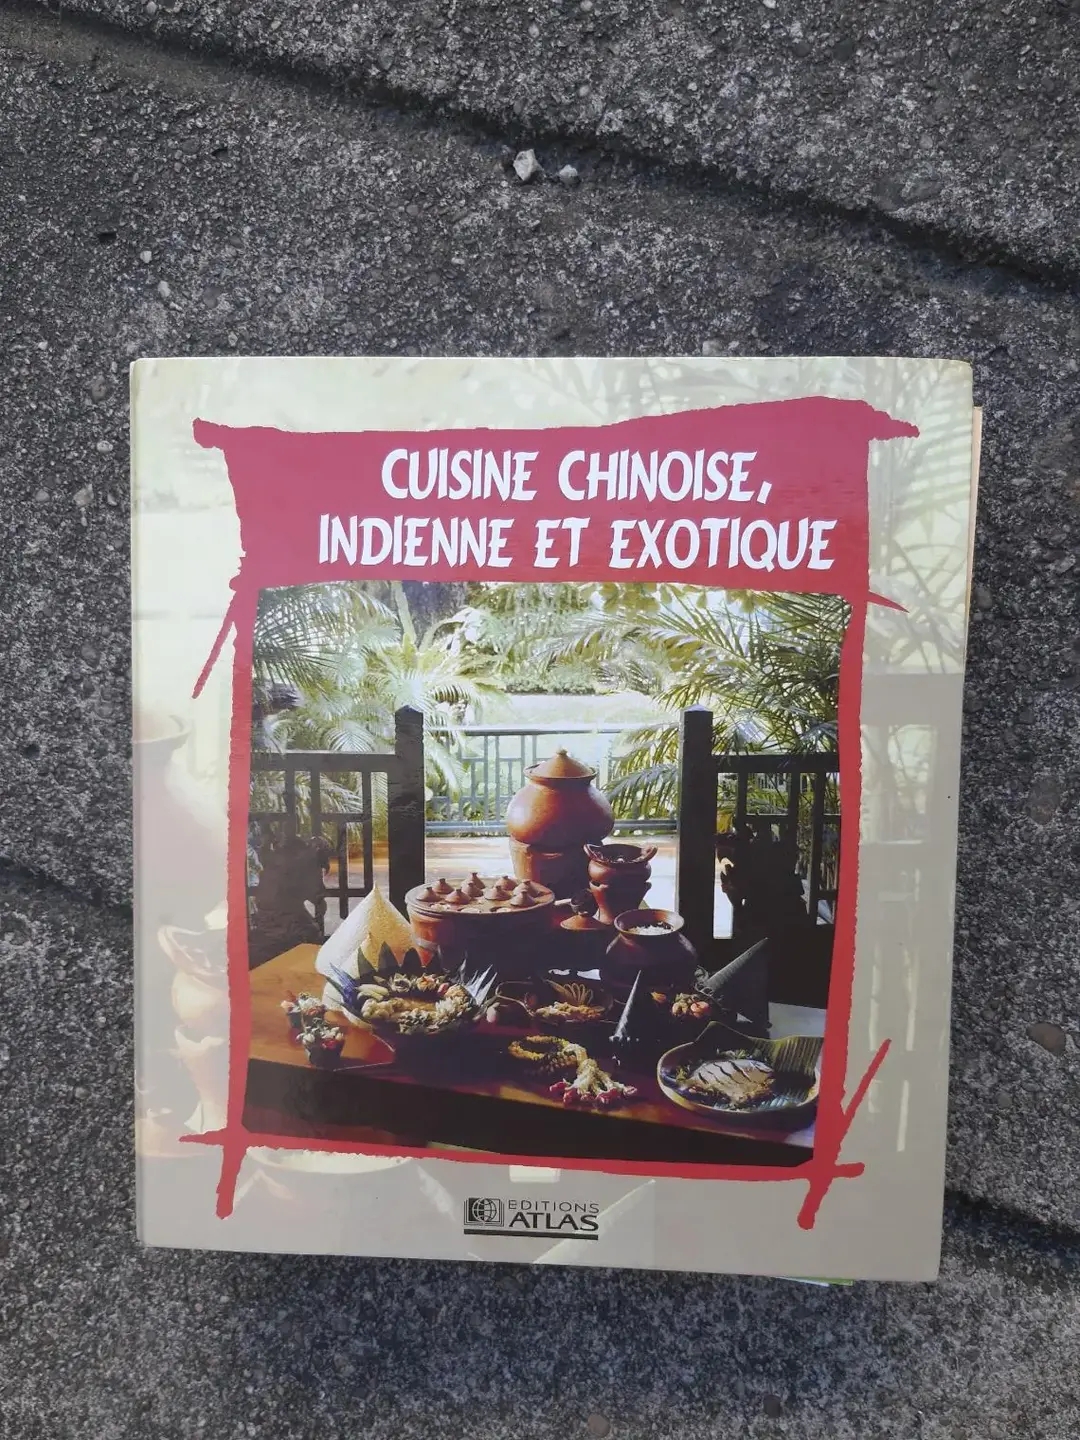 CUISINE CHINOISE,
INDIENNE ET EXOTIQUE
EDITIONS
ATLAS